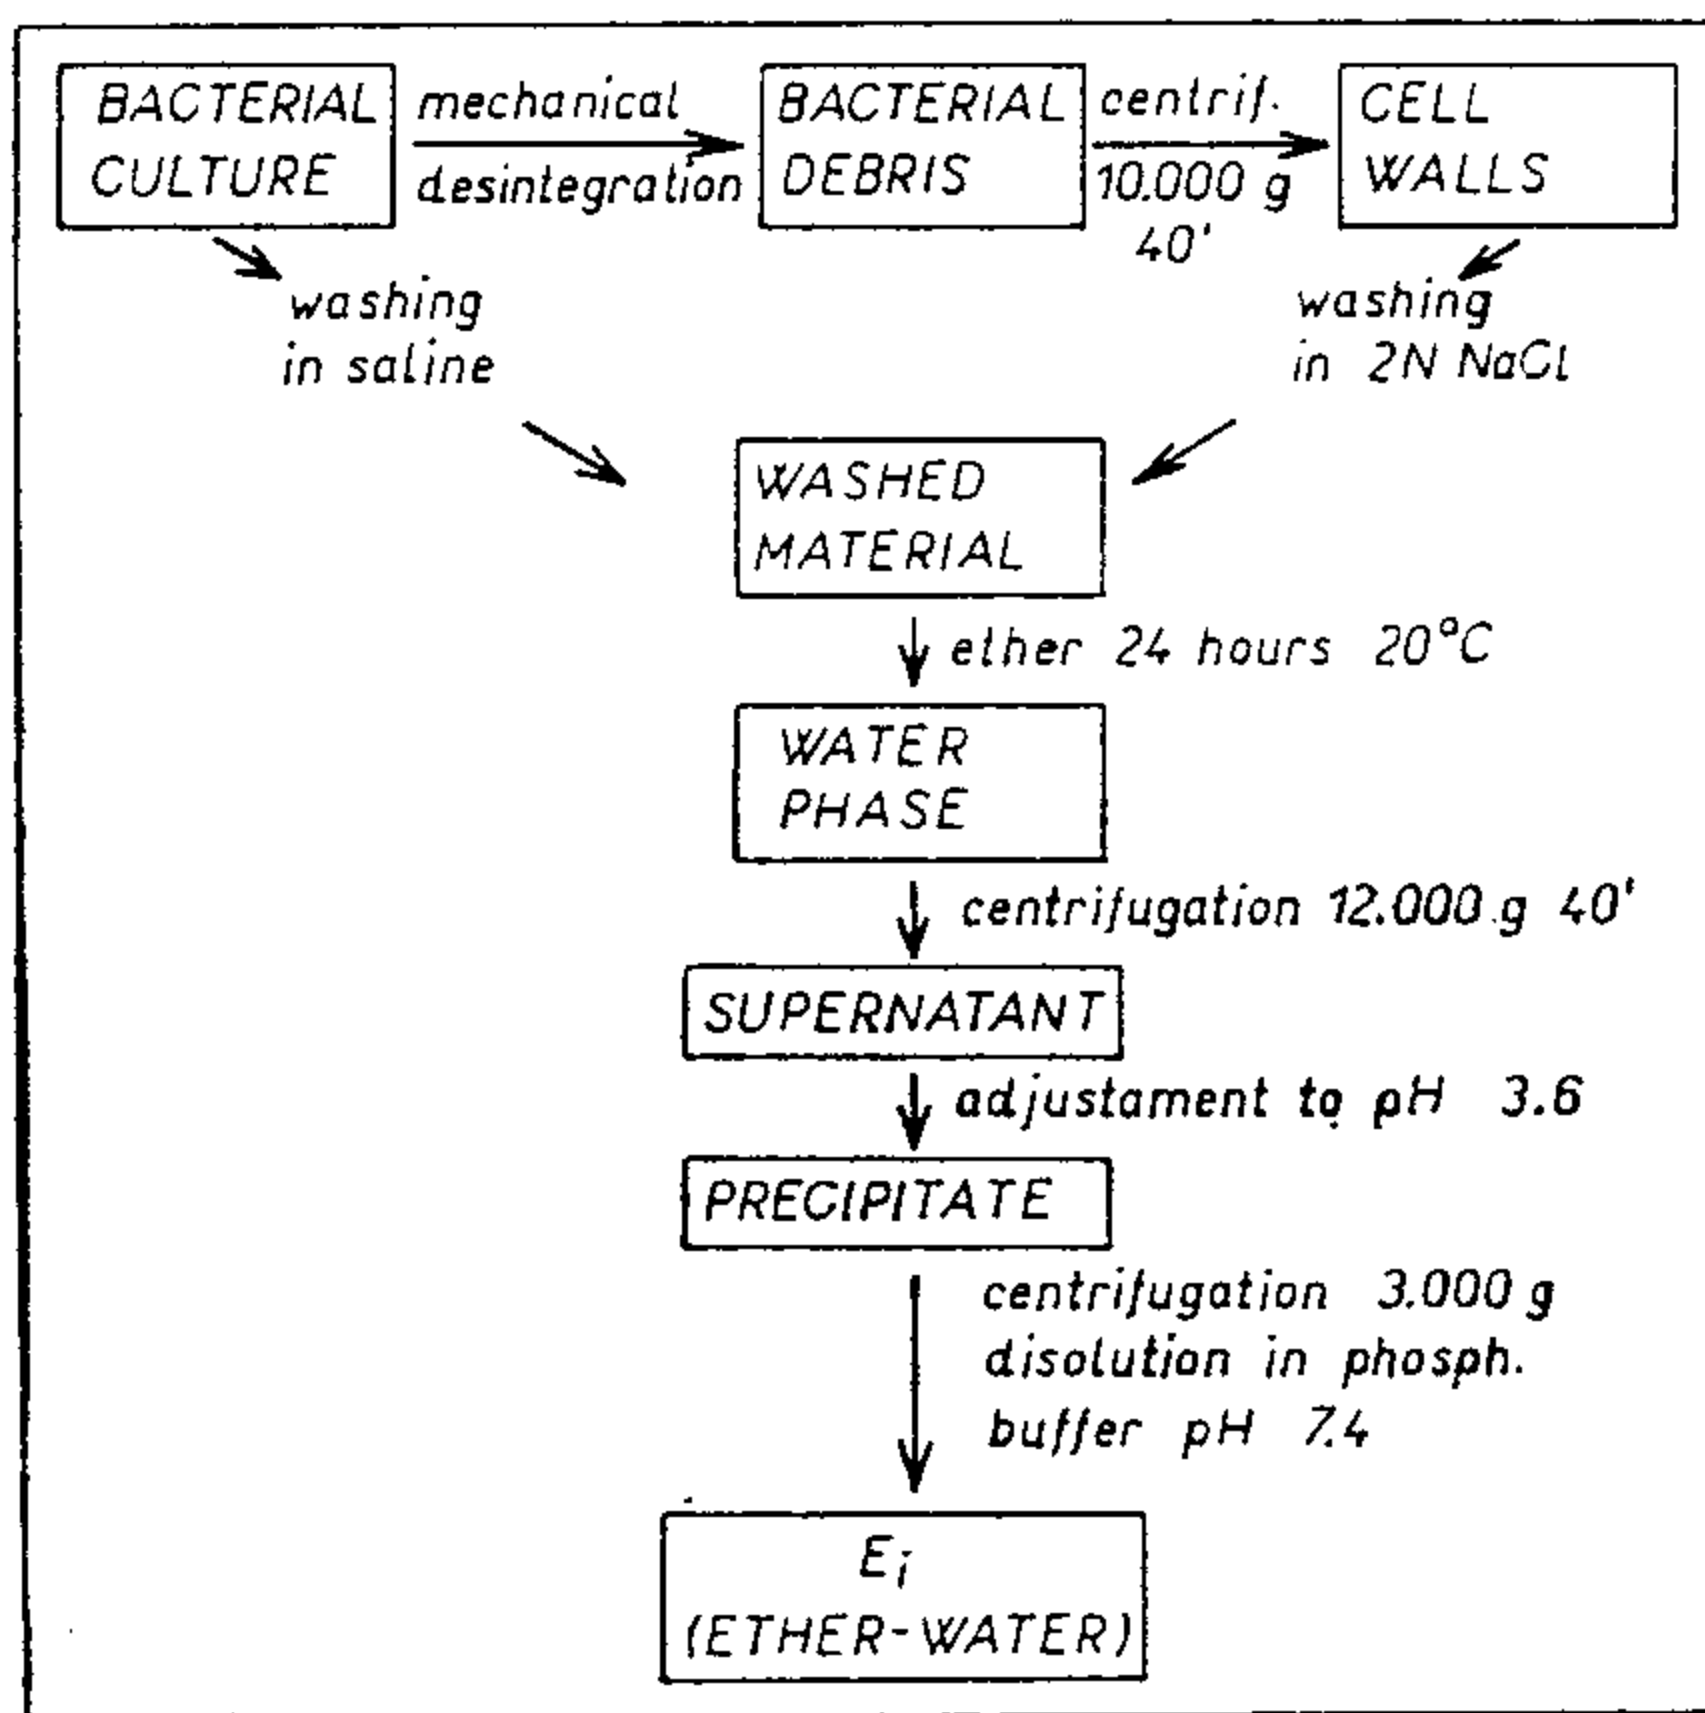 BACTERIAL
CULTURE
mechanical
desintegration
BACTERIAL
DEBRIS
centrif.
10.000 g
40'
CELL
WALLS
washing
in saline
washing
in 2N NaCl
WASHED
MATERIAL
ether 24 hours 20°C
WATER
PHASE
centrifugation 12.000 g 40'
SUPERNATANT
adjustament to pH 3.6
PRECIPITATE
centrifugation 3.000 g
disolution in phosph.
buffer pH 7.4
Ei
(ETHER-WATER)